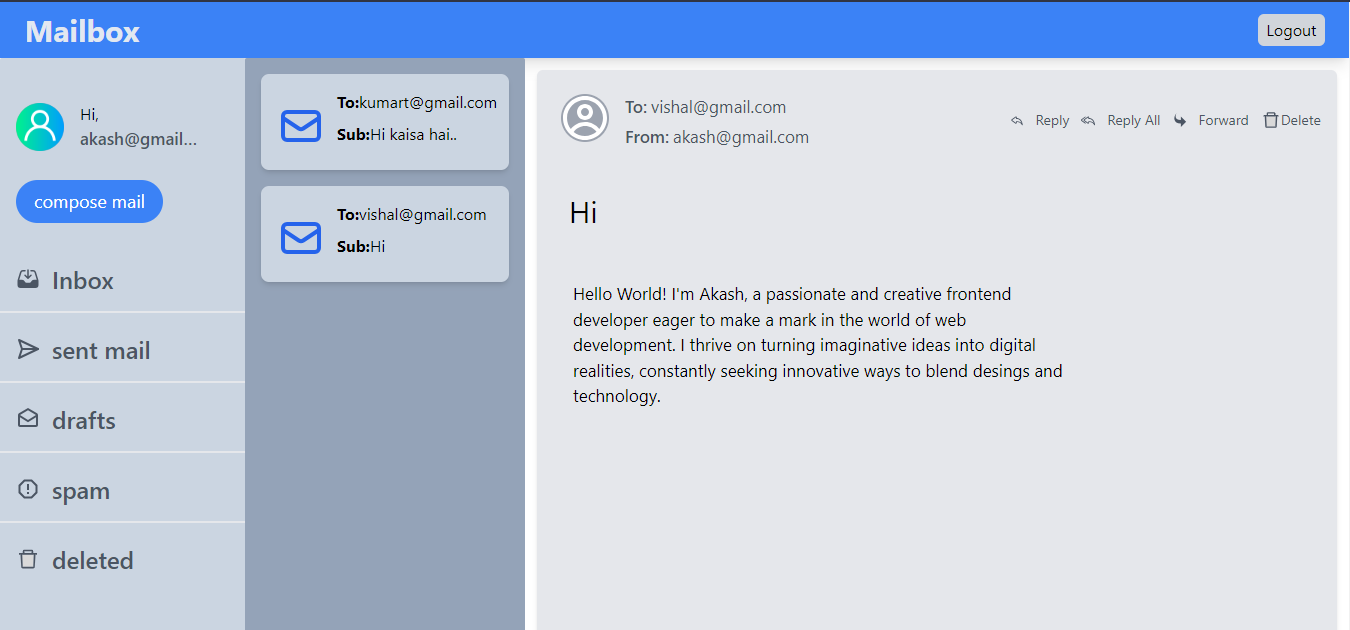 Mailbox
Logout
Hi,
akash@gmail...
compose mail
Inbox
sent mail
drafts
spam
deleted
To:kumart@gmail.com
Sub:Hi kaisa hai..
To:vishal@gmail.com
Sub:Hi
To: vishal@gmail.com
From: akash@gmail.com
Reply Reply All Forward Delete
Hi
Hello World! I'm Akash, a passionate and creative frontend
developer eager to make a mark in the world of web
development. I thrive on turning imaginative ideas into digital
realities, constantly seeking innovative ways to blend desings and
technology.